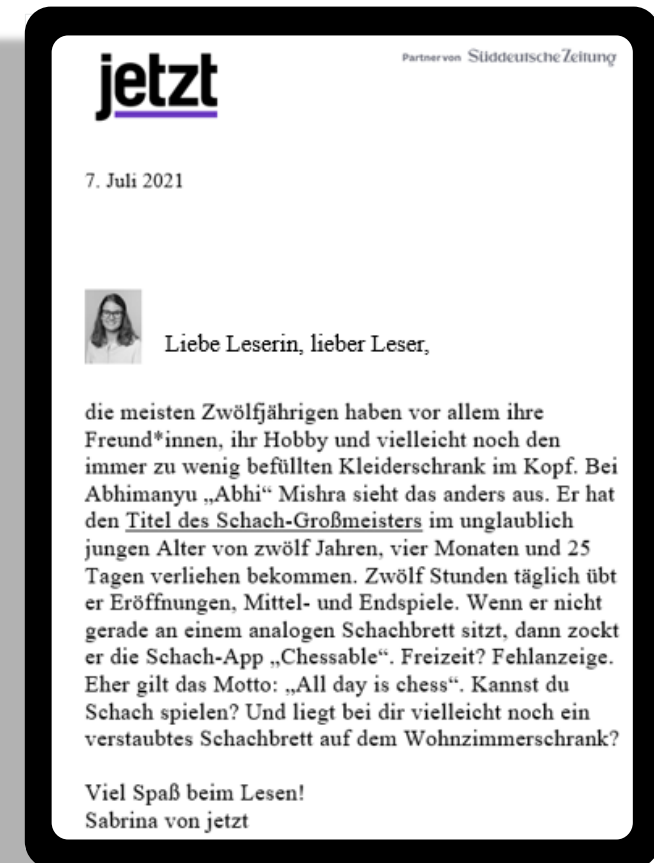 jetzt
Partner von Süddeutsche Zeitung
7. Juli 2021
Liebe Leserin, lieber Leser,
die meisten Zwölfjährigen haben vor allem ihre
Freund*innen, ihr Hobby und vielleicht noch den
immer zu wenig befüllten Kleiderschrank im Kopf. Bei
Abhimanyu „Abhi“ Mishra sieht das anders aus. Er hat
den Titel des Schach-Großmeisters im unglaublich
jungen Alter von zwölf Jahren, vier Monaten und 25
Tagen verliehen bekommen. Zwölf Stunden täglich übt
er Eröffnungen, Mittel- und Endspiele. Wenn er nicht
gerade an einem analogen Schachbrett sitzt, dann zockt
er die Schach-App „Chessable“. Freizeit? Fehlanzeige.
Eher gilt das Motto: „All day is chess“. Kannst du
Schach spielen? Und liegt bei dir vielleicht noch ein
verstaubtes Schachbrett auf dem Wohnzimmerschrank?
Viel Spaß beim Lesen!
Sabrina von jetzt